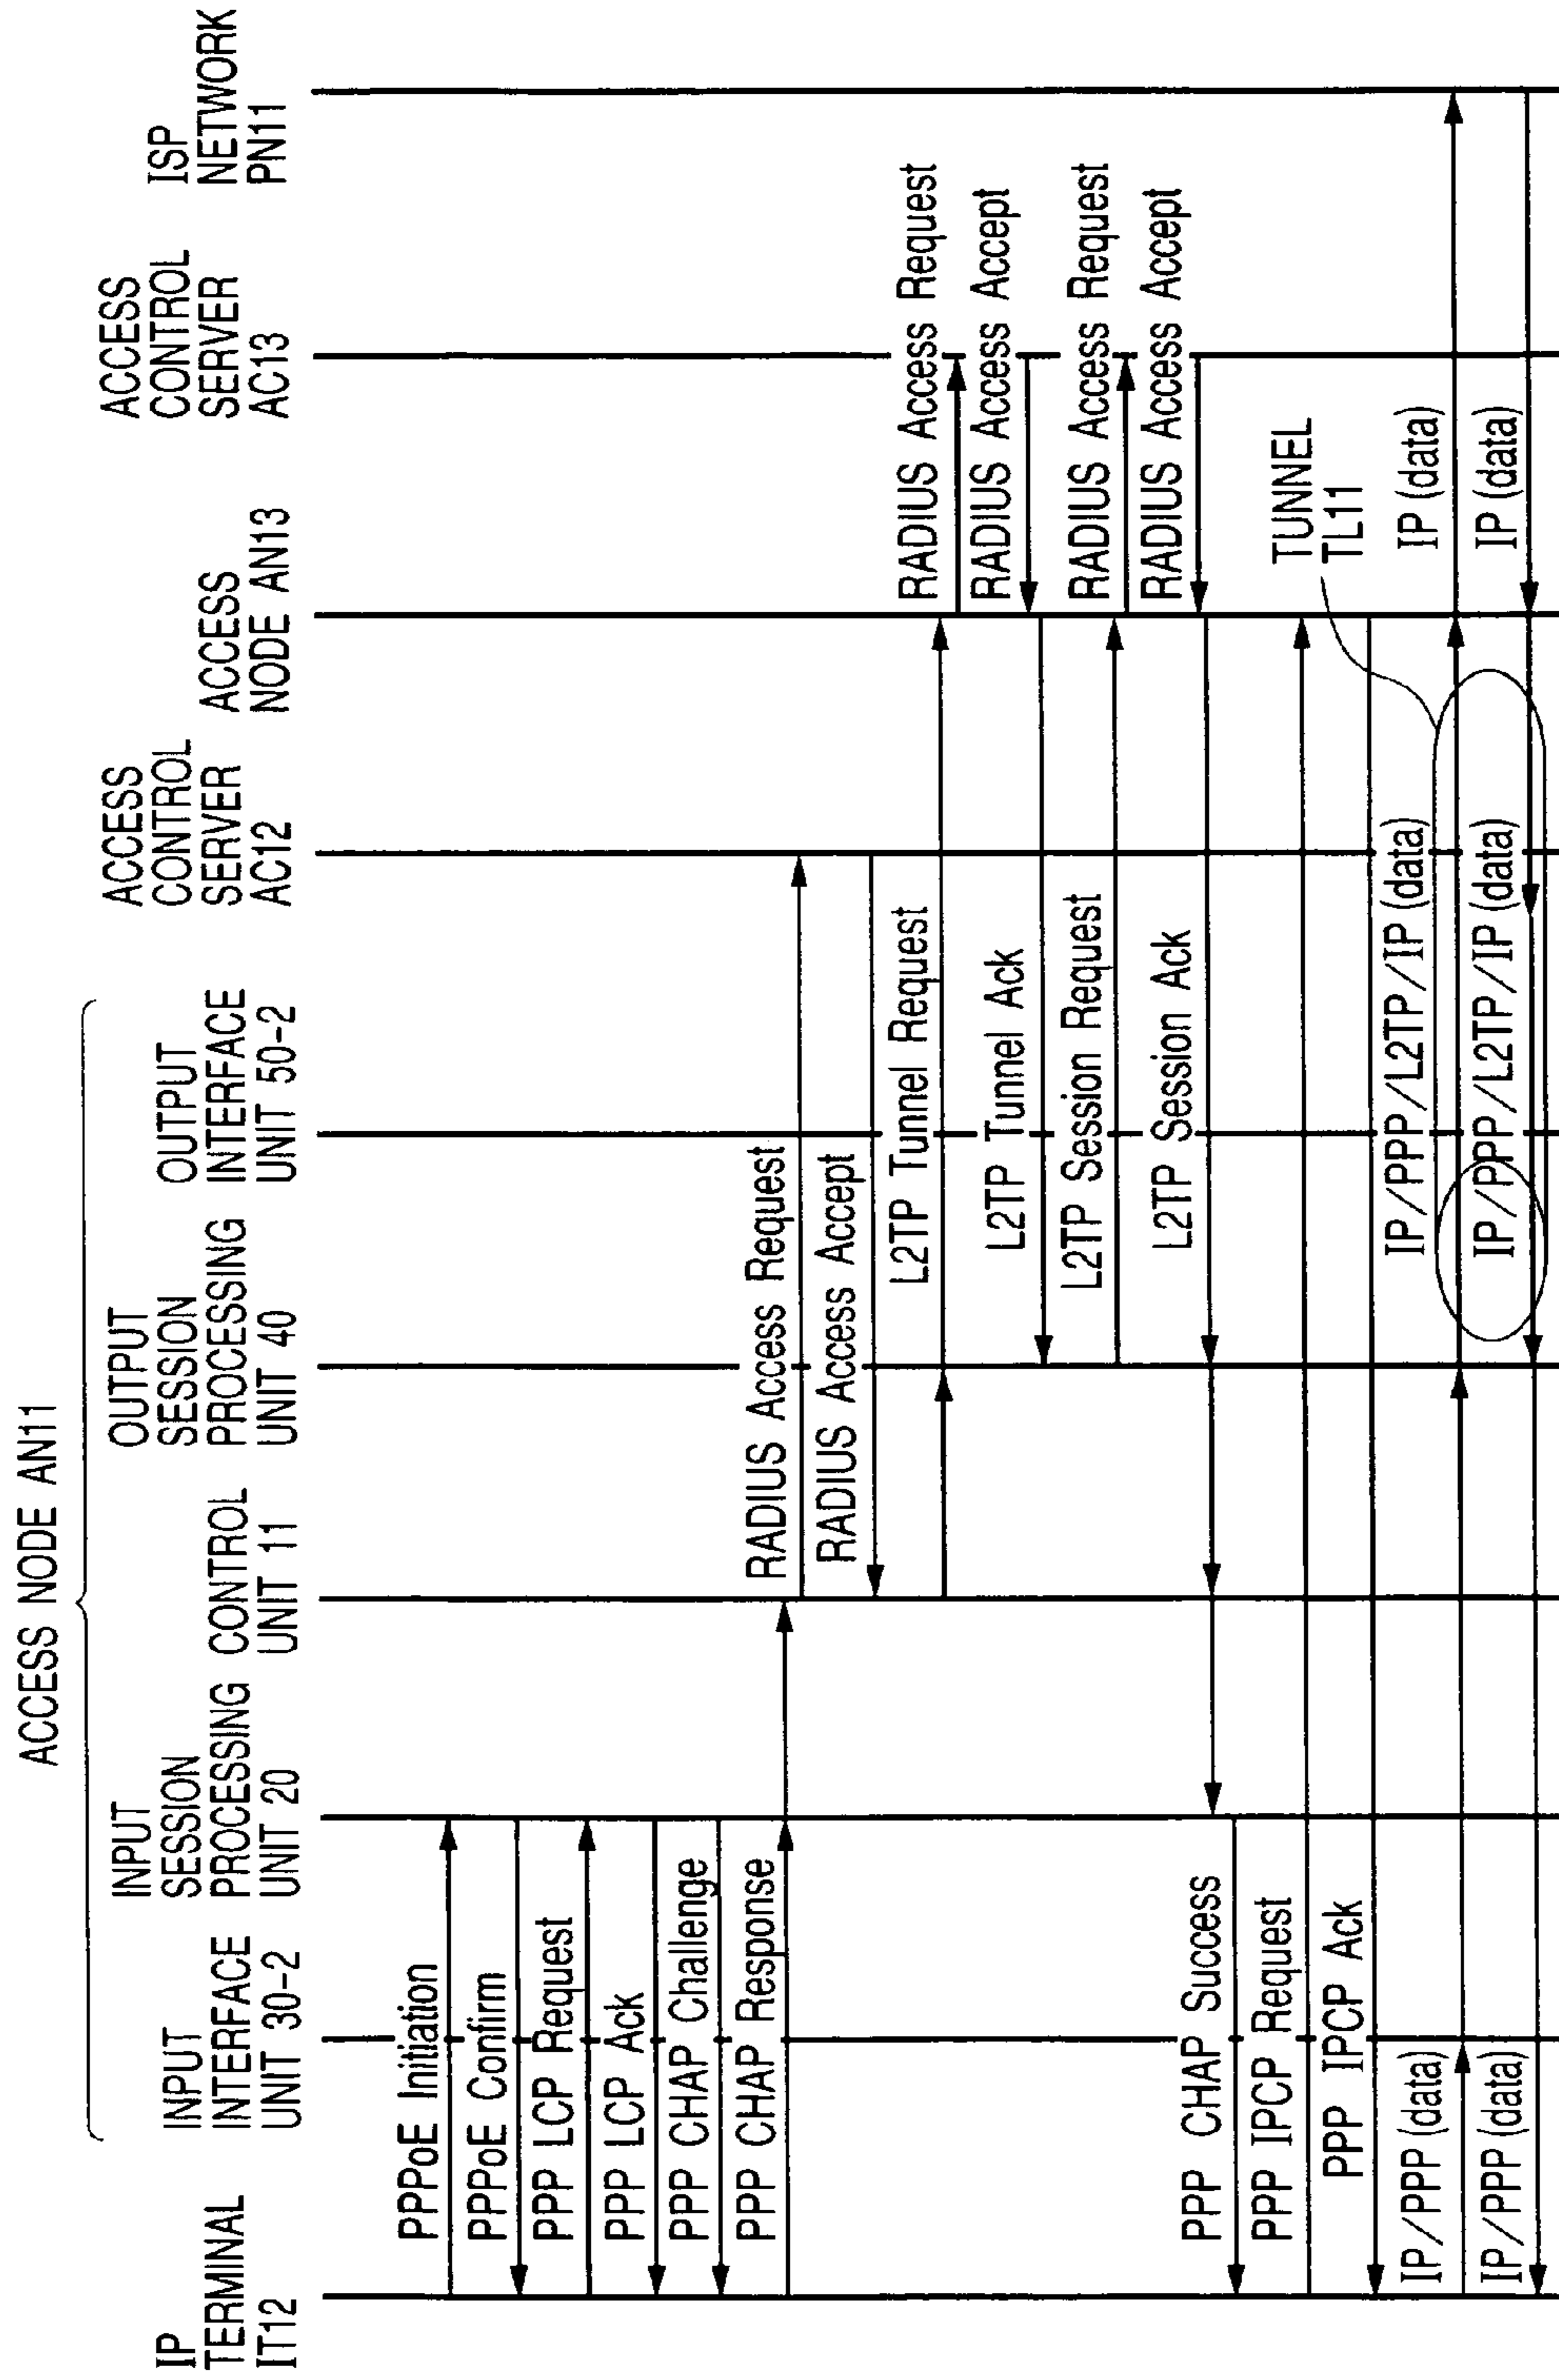 ACCESS NODE AN11
IP
TERMINAL
IT12
INPUT
INTERFACE
UNIT 30-2
INPUT
SESSION
PROCESSING
UNIT 20
CONTROL
UNIT 11
OUTPUT
SESSION
PROCESSING
UNIT 40
OUTPUT
INTERFACE
UNIT 50-2
ACCESS
CONTROL
SERVER
AC12
ACCESS
NODE AN13
ACCESS
CONTROL
SERVER
AC13
ISP
NETWORK
PN11
PPPoE Initiation
PPPoE Confirm
PPP LCP Request
PPP LCP Ack
PPP CHAP Challenge
PPP CHAP Response
RADIUS Access Request
RADIUS Access Accept
L2TP Tunnel Request
RADIUS Access Request
RADIUS Access Accept
L2TP Tunnel Ack
L2TP Session Request
RADIUS Access Request
RADIUS Access Accept
L2TP Session Ack
PPP CHAP Success
PPP IPCP Request
PPP IPCP Ack
TUNNEL
TL11
IP/PPP (data)
IP/PPP/L2TP/IP (data)
IP (data)
IP/PPP (data)
IP/PPP/L2TP/IP (data)
IP (data)